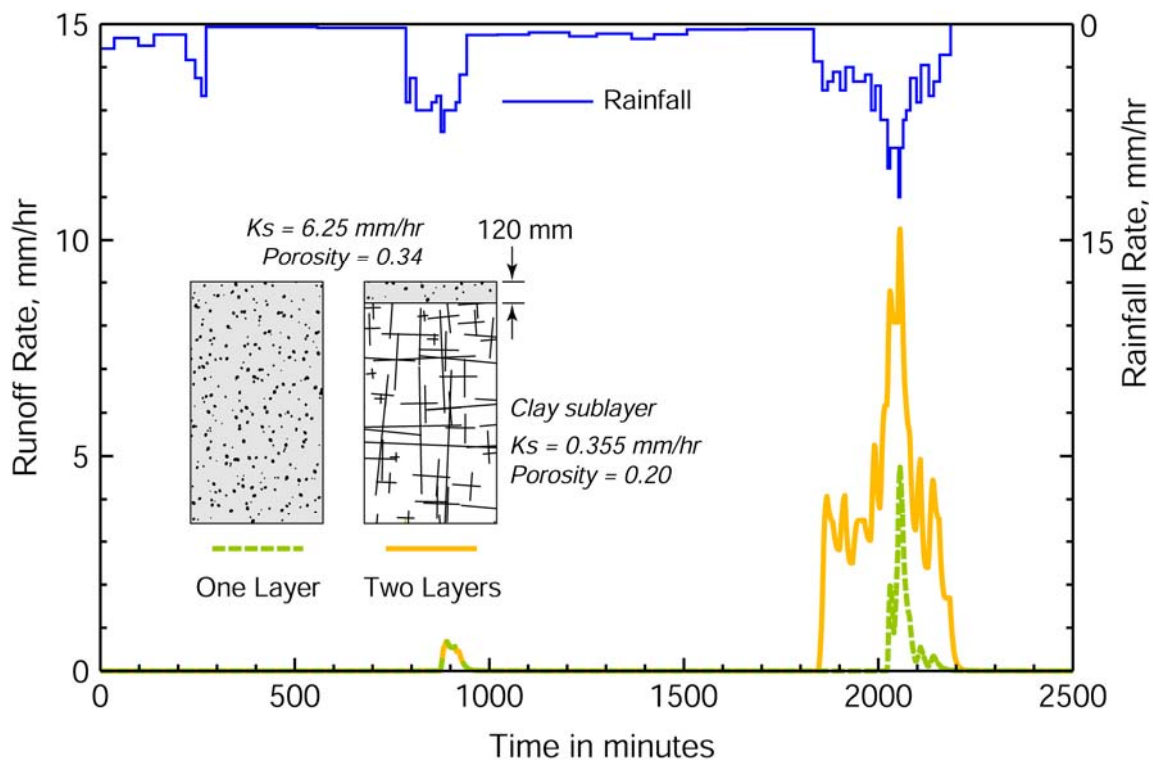 15
0
Rainfall
Runoff Rate, mm/hr
Rainfall Rate, mm/hr
Ks = 6.25 mm/hr
Porosity = 0.34
120 mm
10
15
Clay sublayer
Ks = 0.355 mm/hr
Porosity = 0.20
5
One Layer
Two Layers
0
0
500
1000
1500
2000
2500
Time in minutes